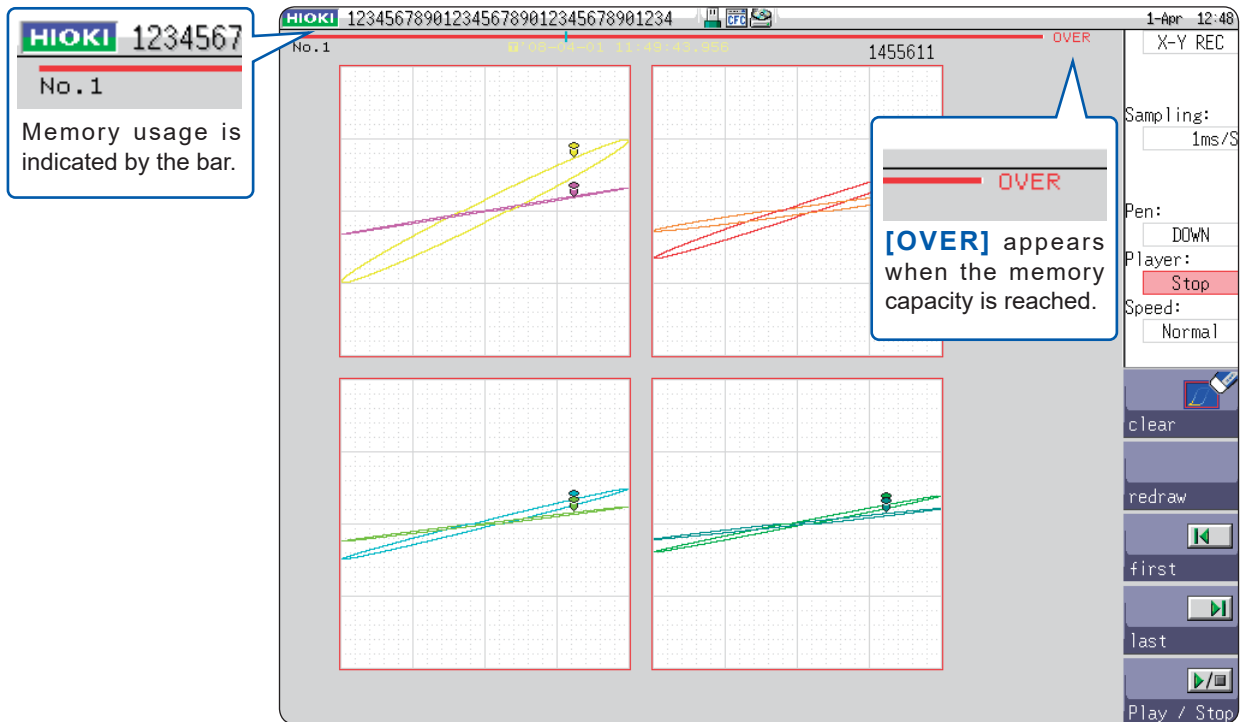 HIOKI 1234567
No.1
Memory usage is
indicated by the bar.
HIOKI 1234567890123456789012345678901234 CFC 1-Apr 12:48
OVER
No.1 '08-04-01 11:49:43.956 1455611
X-Y REC
Sampling:
1ms/S
OVER
[OVER] appears
when the memory
capacity is reached.
Pen:
DOWN
Player:
Stop
Speed:
Normal
clear
redraw
first
last
Play / Stop